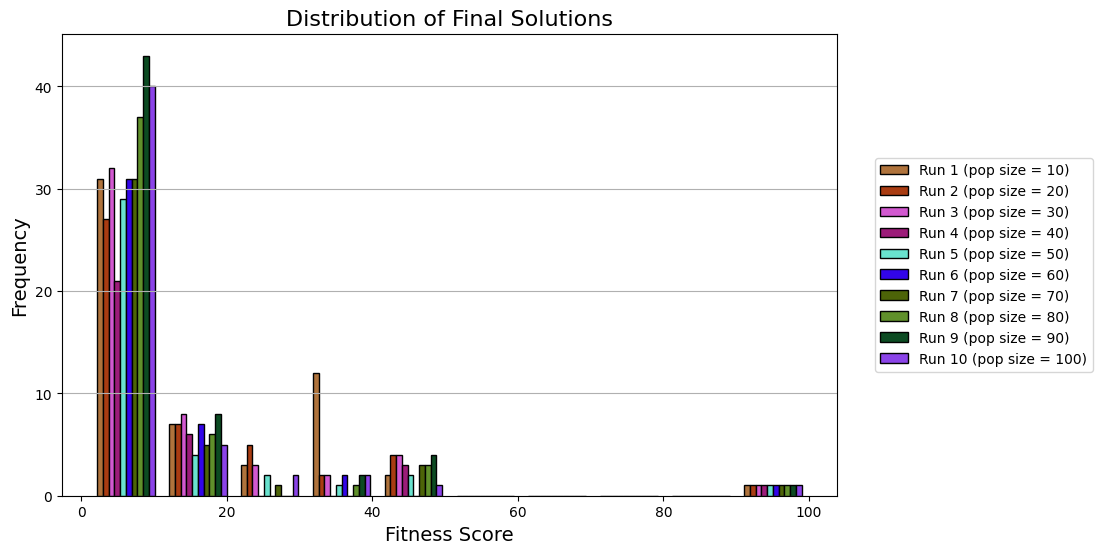 Distribution of Final Solutions
Frequency
40
30
20
10
0
0
20
40
60
80
100
Fitness Score
Run 1 (pop size = 10)
Run 2 (pop size = 20)
Run 3 (pop size = 30)
Run 4 (pop size = 40)
Run 5 (pop size = 50)
Run 6 (pop size = 60)
Run 7 (pop size = 70)
Run 8 (pop size = 80)
Run 9 (pop size = 90)
Run 10 (pop size = 100)